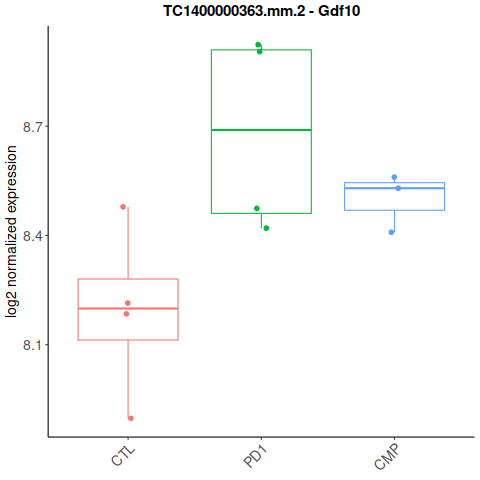 TC1400000363.mm.2 - Gdf10
log2 normalized expression
8.7
8.4
8.1
CTL
PD1
CMP